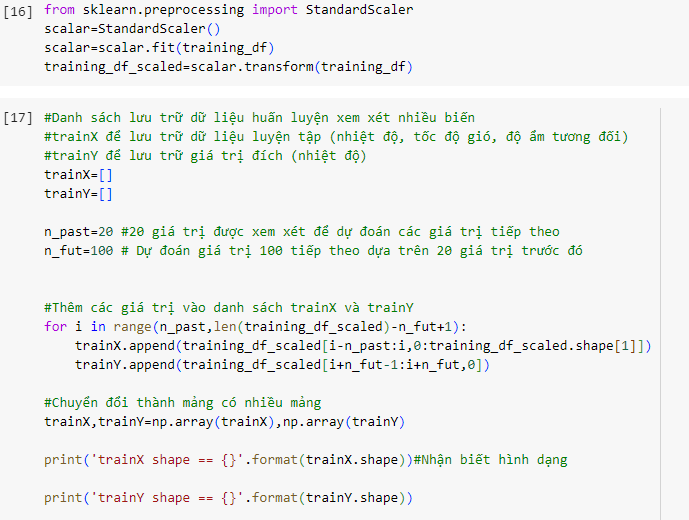 [16] from sklearn.preprocessing import StandardScaler
scalar=StandardScaler()
scalar=scalar.fit(training_df)
training_df_scaled=scalar.transform(training_df)
[17] #Danh sách lưu trữ dữ liệu huấn luyện xem xét nhiều biến
#trainX để lưu trữ dữ liệu luyện tập (nhiệt độ, tốc độ gió, độ ẩm tương đối)
#trainY để lưu trữ giá trị đích (nhiệt độ)
trainX=[]
trainY=[]
n_past=20 #20 giá trị được xem xét để dự đoán các giá trị tiếp theo
n_fut=100 # Dự đoán giá trị 100 tiếp theo dựa trên 20 giá trị trước đó
#Thêm các giá trị vào danh sách trainX và trainY
for i in range(n_past,len(training_df_scaled)-n_fut+1):
trainX.append(training_df_scaled[i-n_past:i,0:training_df_scaled.shape[1]])
trainY.append(training_df_scaled[i+n_fut-1:i+n_fut,0])
#Chuyển đổi thành mảng có nhiều mảng
trainX,trainY=np.array(trainX),np.array(trainY)
print('trainX shape == {}'.format(trainX.shape))#Nhận biết hình dạng
print('trainY shape == {}'.format(trainY.shape))